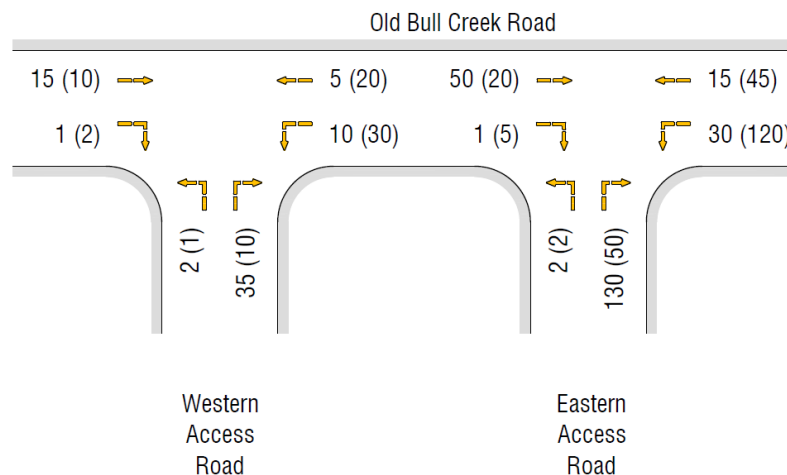 Old Bull Creek Road
15 (10) 5 (20) 50 (20) 15 (45)
1 (2) 10 (30) 1 (5) 30 (120)
2 (1) 35 (10) 2 (2) 130 (50)
Western Eastern
Access Access
Road Road